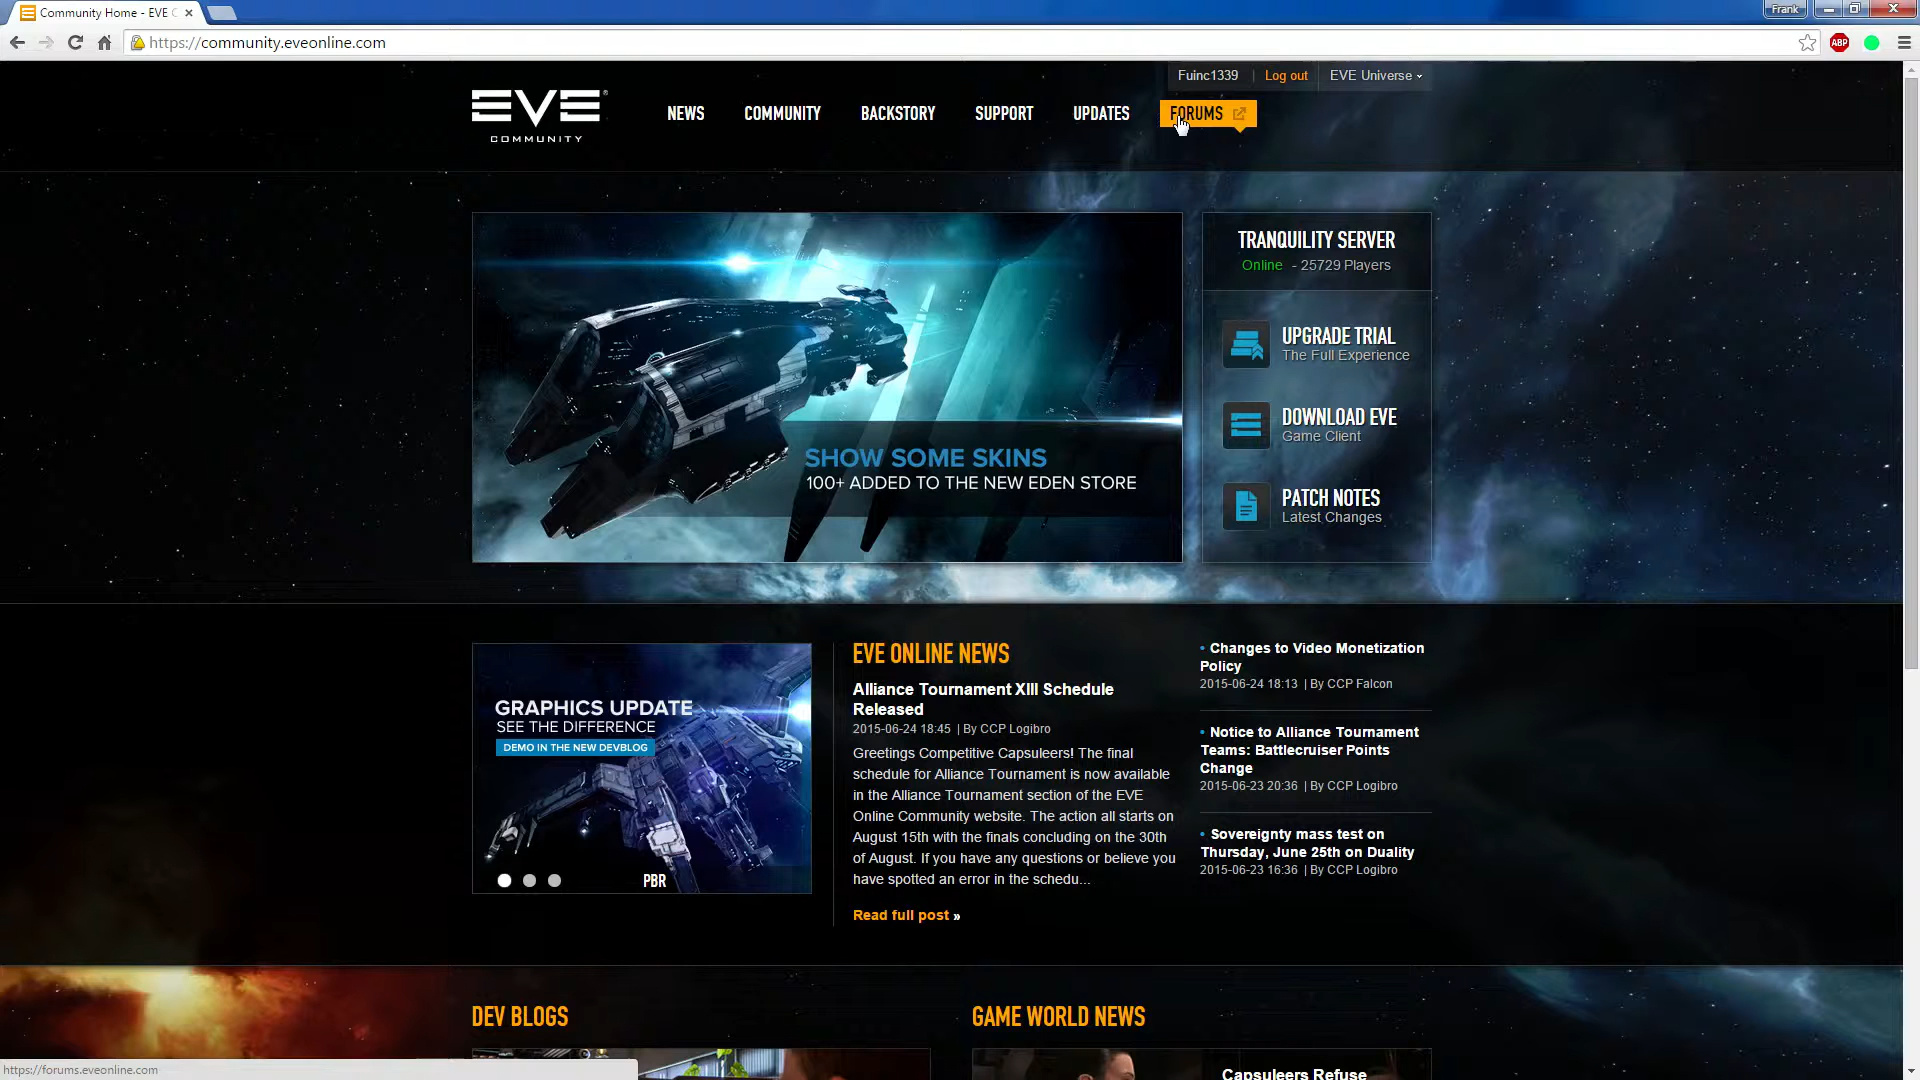 Community Home - EVE C
Frank
https://community.eveonline.com
ABP
Fuinc1339 | Log out EVE Universe
EVE
COMMUNITY
NEWS COMMUNITY BACKSTORY SUPPORT UPDATES FORUMS
SHOW SOME SKINS
100+ ADDED TO THE NEW EDEN STORE
TRANQUILITY SERVER
Online - 25729 Players
UPGRADE TRIAL
The Full Experience
DOWNLOAD EVE
Game Client
PATCH NOTES
Latest Changes
GRAPHICS UPDATE
SEE THE DIFFERENCE
DEMO IN THE NEW DEVBLOG
PBR
EVE ONLINE NEWS
Alliance Tournament XIII Schedule
Released
2015-06-24 18:45 | By CCP Logibro
Greetings Competitive Capsuleers! The final
schedule for Alliance Tournament is now available
in the Alliance Tournament section of the EVE
Online Community website. The action all starts on
August 15th with the finals concluding on the 30th
of August. If you have any questions or believe you
have spotted an error in the schedu...
Read full post »
• Changes to Video Monetization
Policy
2015-06-24 18:13 | By CCP Falcon
• Notice to Alliance Tournament
Teams: Battlecruiser Points
Change
2015-06-23 20:36 | By CCP Logibro
• Sovereignty mass test on
Thursday, June 25th on Duality
2015-06-23 16:36 | By CCP Logibro
DEV BLOGS
GAME WORLD NEWS
Capsuleers Refuse
https://forums.eveonline.com